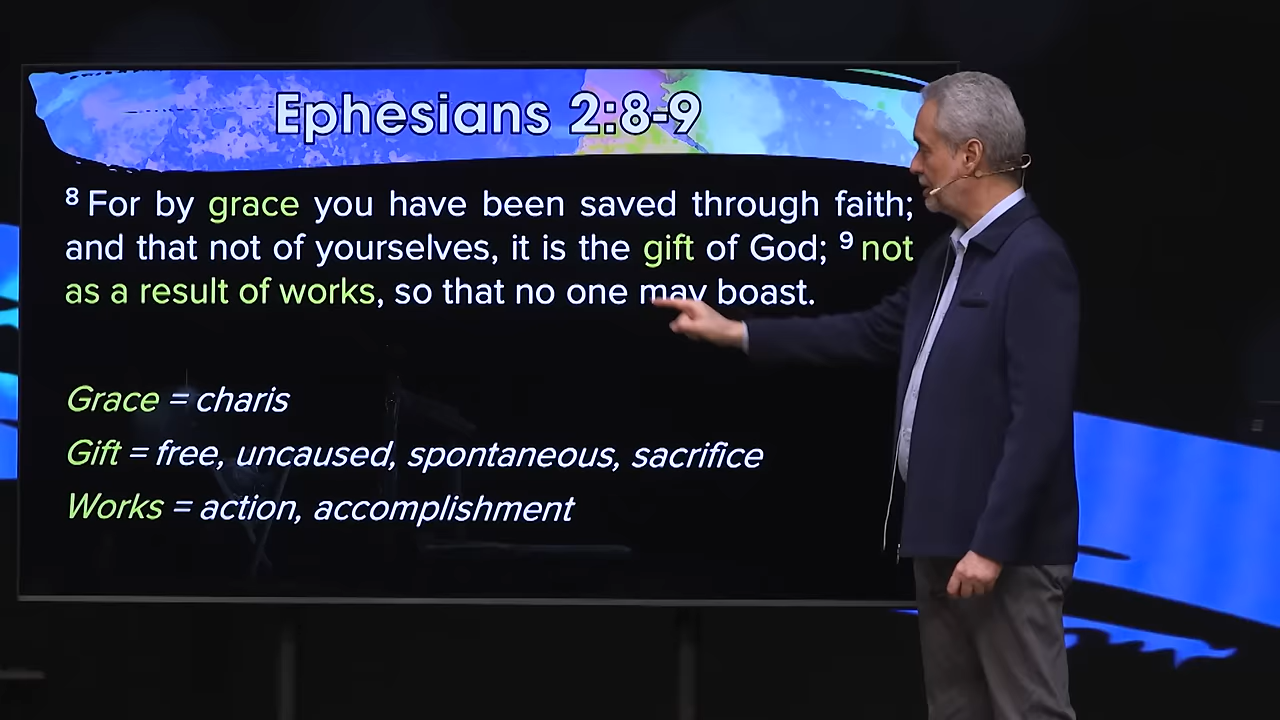 Ephesians 2:8-9
⁸ For by grace you have been saved through faith;
and that not of yourselves, it is the gift of God; ⁹ not
as a result of works, so that no one may boast.
Grace = charis
Gift = free, uncaused, spontaneous, sacrifice
Works = action, accomplishment